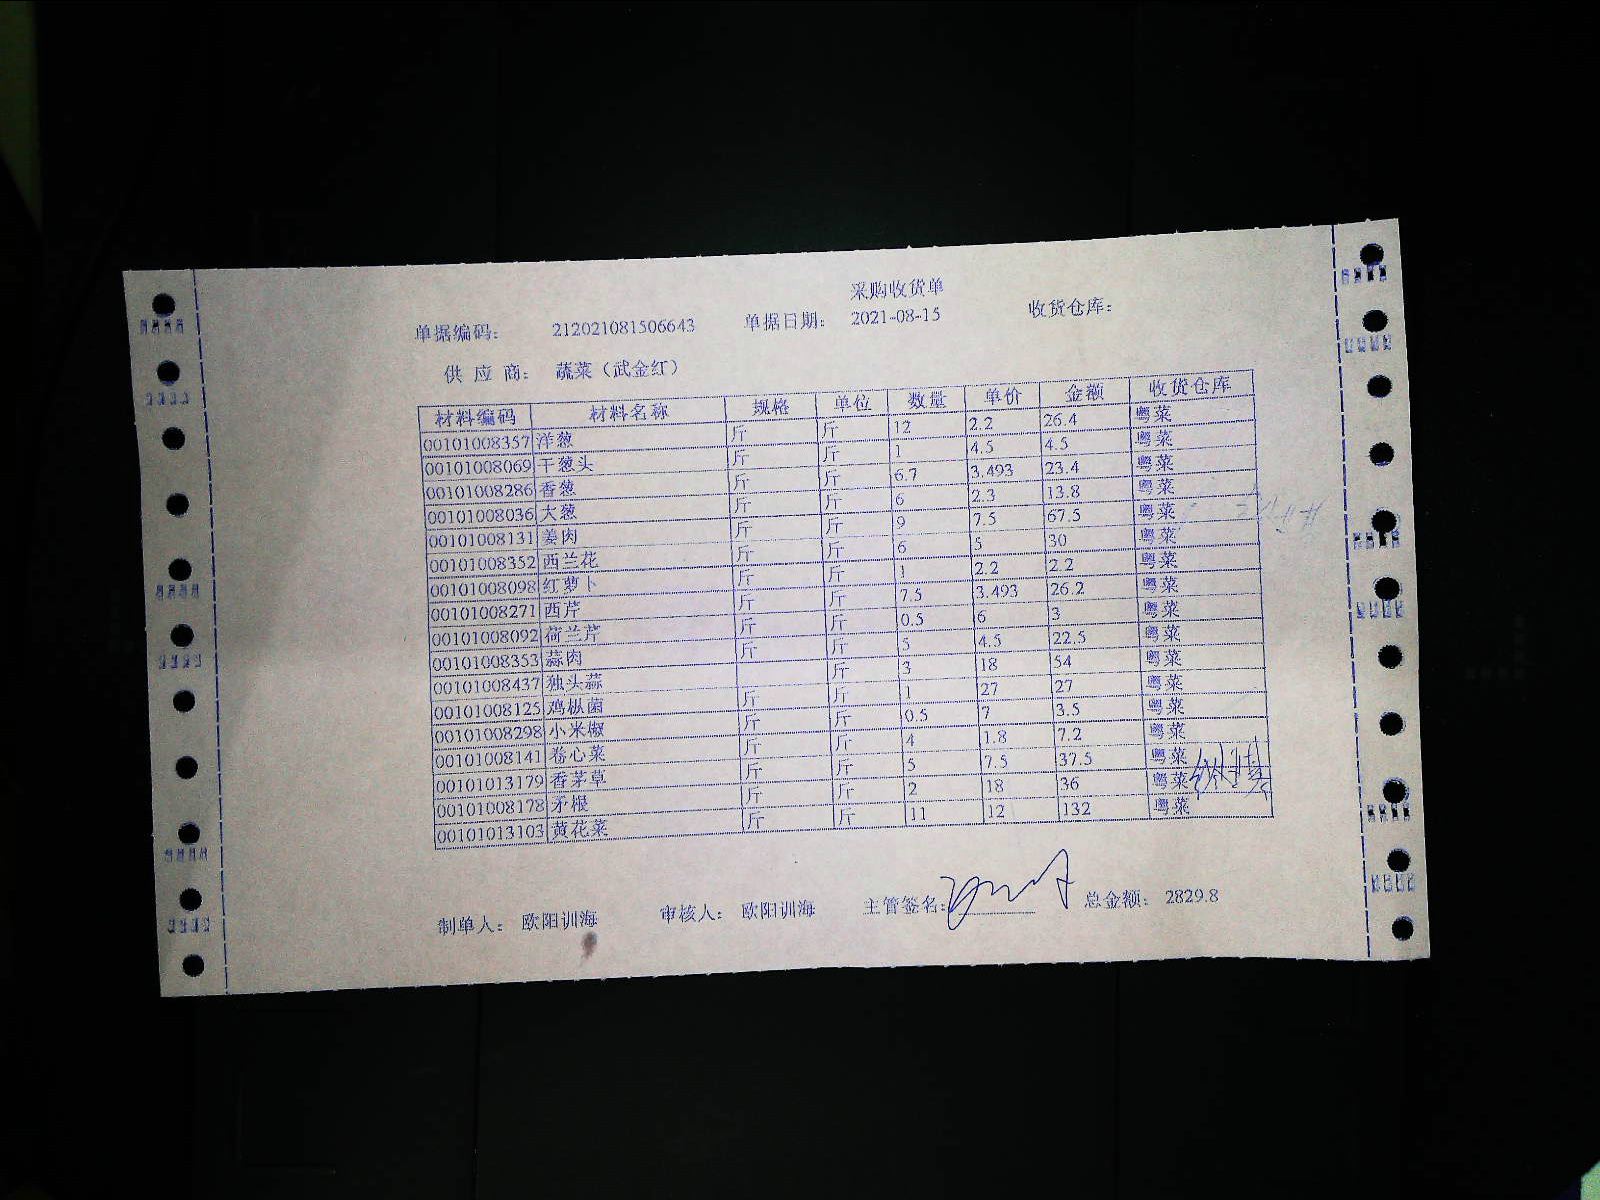 采购收货单
单据编码: 212021081506643 单据日期: 2021-08-15 收货仓库:
供 应 商: 蔬菜（武金红）
材料编码 材料名称 规格 单位 数量 单价 金额 收货仓库
00101008357 洋葱 斤 斤 12 2.2 26.4 粤菜
00101008069 干葱头 斤 斤 1 4.5 4.5 粤菜
00101008286 香葱 斤 斤 6.7 3.493 23.4 粤菜
00101008036 大葱 斤 斤 6 2.3 13.8 粤菜
00101008131 姜肉 斤 斤 9 7.5 67.5 粤菜
00101008352 西兰花 斤 斤 6 5 30 粤菜
00101008098 红萝卜 斤 斤 1 2.2 2.2 粤菜
00101008271 西芹 斤 斤 7.5 3.493 26.2 粤菜
00101008092 荷兰芹 斤 斤 0.5 6 3 粤菜
00101008353 蒜肉 斤 斤 5 4.5 22.5 粤菜
00101008437 独头蒜 斤 3 18 54 粤菜
00101008125 鸡枞菌 斤 斤 1 27 27 粤菜
00101008298 小米椒 斤 斤 0.5 7 3.5 粤菜
00101008141 卷心菜 斤 斤 4 1.8 7.2 粤菜
00101013179 香茅草 斤 斤 5 7.5 37.5 粤菜
00101008178 矛根 斤 斤 2 18 36 粤菜
00101013103 黄花菜 斤 斤 11 12 132 粤菜
制单人: 欧阳训海 审核人: 欧阳训海 主管签名: 总金额: 2829.8